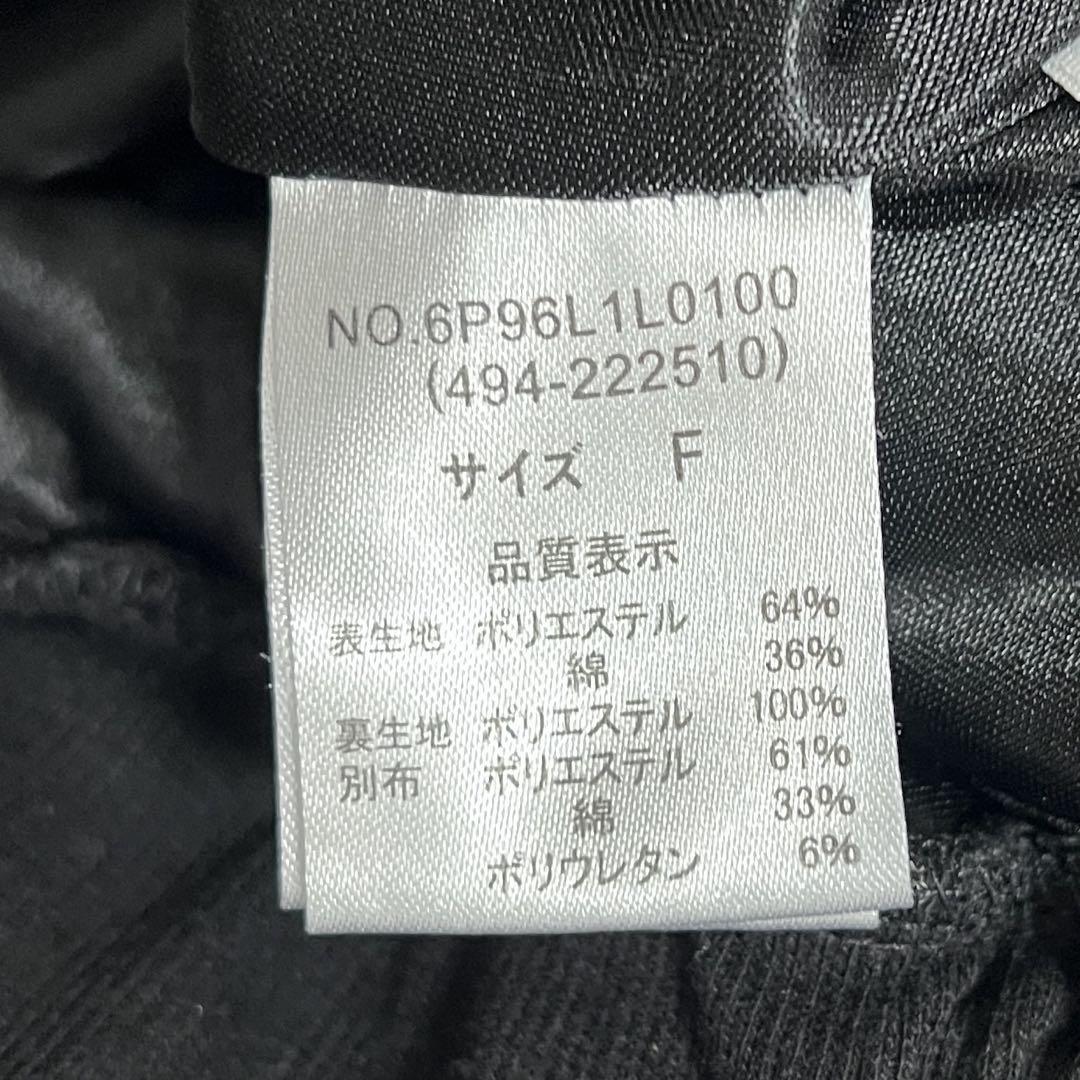 NO.6P96L1L0100
(494-222510)
サイズ F
品質表示
表生地 ポリエステル 64%
綿 36%
裏生地 ポリエステル 100%
別布 ポリエステル 61%
綿 33%
ポリウレタン 6%